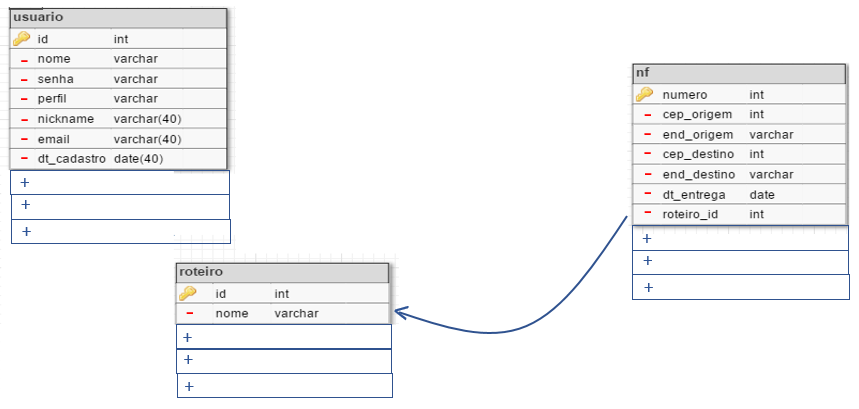 usuario
id int
nome varchar
senha varchar
perfil varchar
nickname varchar(40)
email varchar(40)
dt_cadastro date(40)
+
+
+
nf
numero int
cep_origem int
end_origem varchar
cep_destino int
end_destino varchar
dt_entrega date
roteiro_id int
+
+
+
roteiro
id int
nome varchar
+
+
+